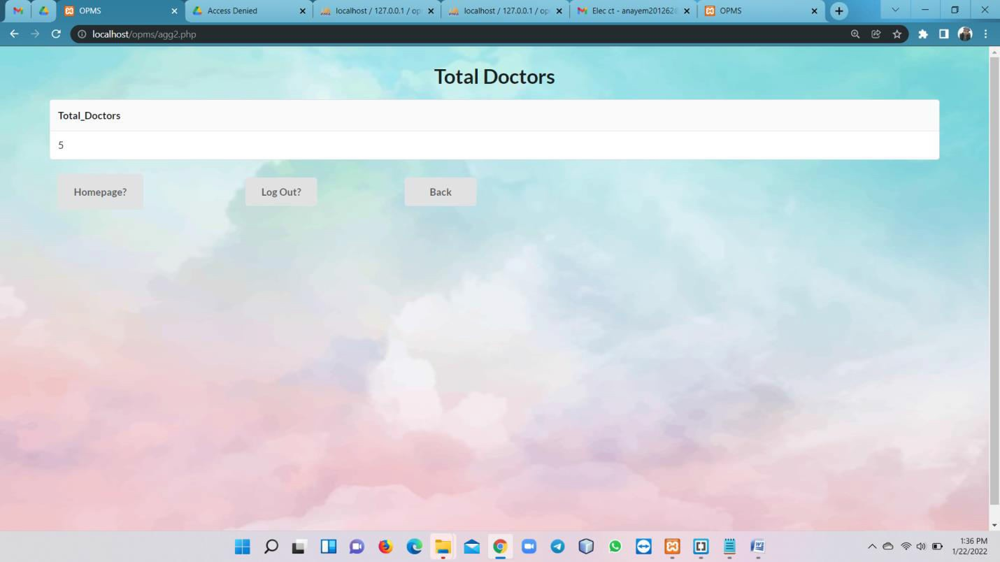 OPMS
Access Denied
localhost / 127.0.0.1 / op
localhost / 127.0.0.1 / op
Elec ct - anayem201262@
OPMS
localhost/opms/agg2.php
Total Doctors
Total_Doctors
5
Homepage?
Log Out?
Back
1:36 PM
1/22/2022